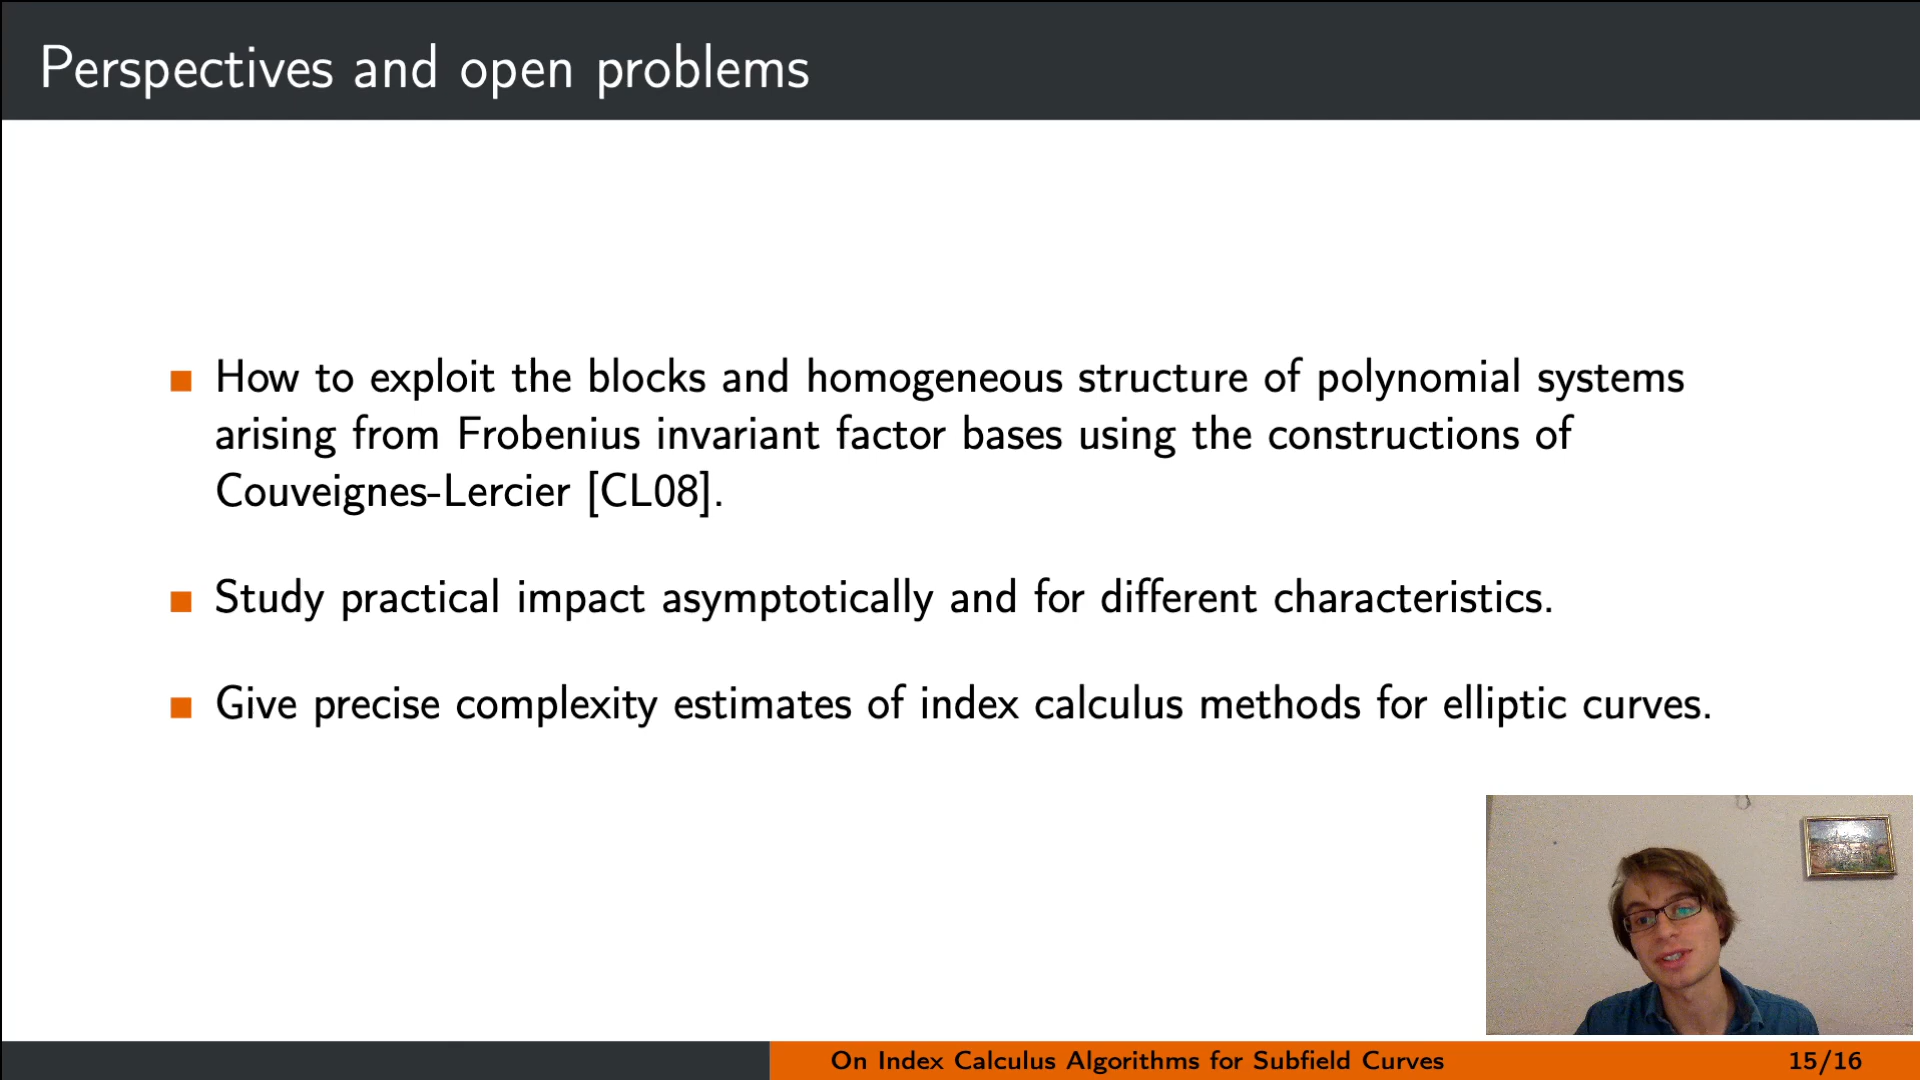 Perspectives and open problems
How to exploit the blocks and homogeneous structure of polynomial systems
arising from Frobenius invariant factor bases using the constructions of
Couveignes-Lercier [CL08].
Study practical impact asymptotically and for different characteristics.
Give precise complexity estimates of index calculus methods for elliptic curves.
On Index Calculus Algorithms for Subfield Curves
15/16